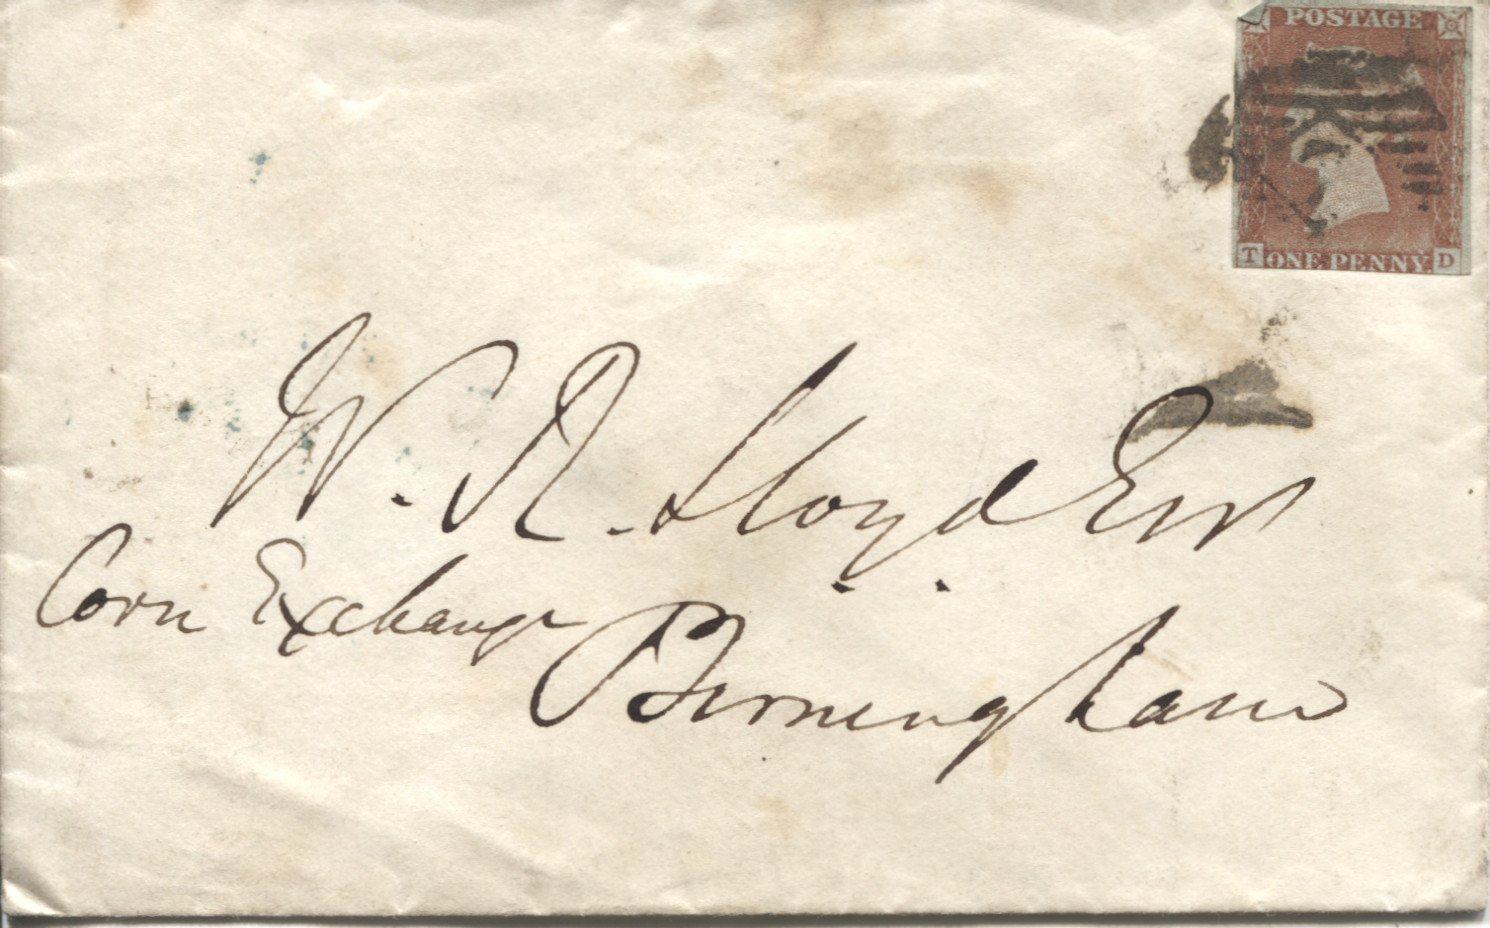 POSTAGE
T ONE PENNY. D
W. R. Lloyd Esqr
Corn Exchange
Birmingham